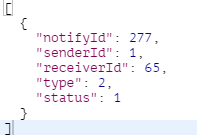 [
  {
    "notifyId": 277,
    "senderId": 1,
    "receiverId": 65,
    "type": 2,
    "status": 1
  }
]